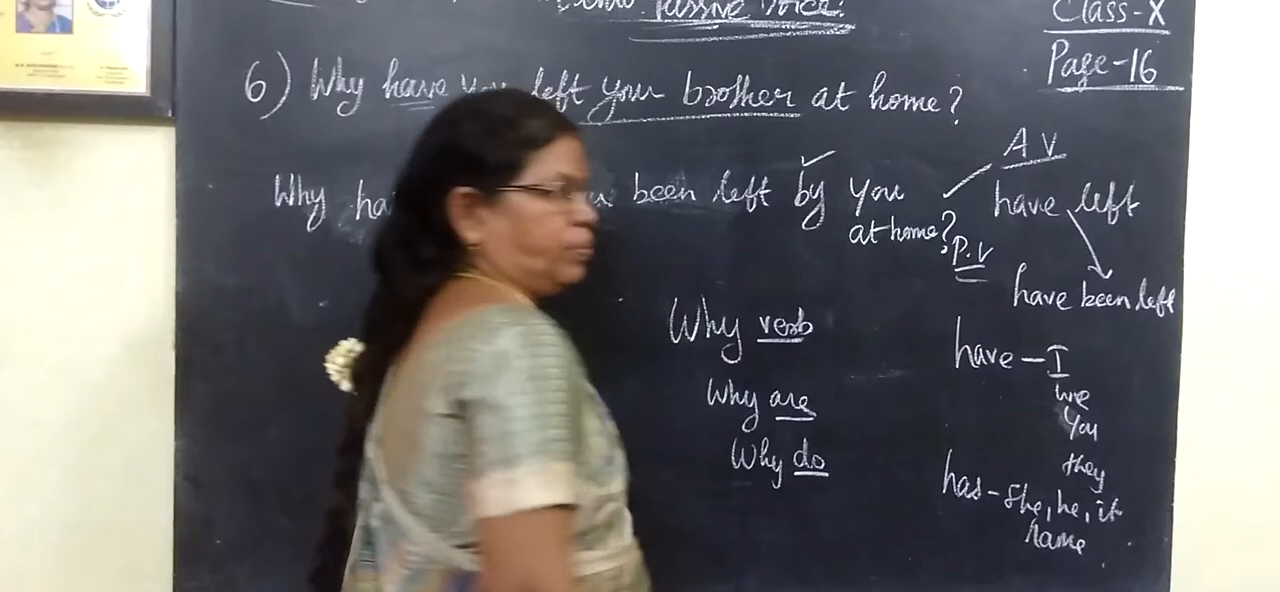 Passive Voice:
Class-X
Page-16
6) Why have you left your brother at home?
Why been left by you
at home?
A V
have left
P.V
have been left
Why verb
Why are
Why do
have - I
we
You
they
has - She, he, it
Name